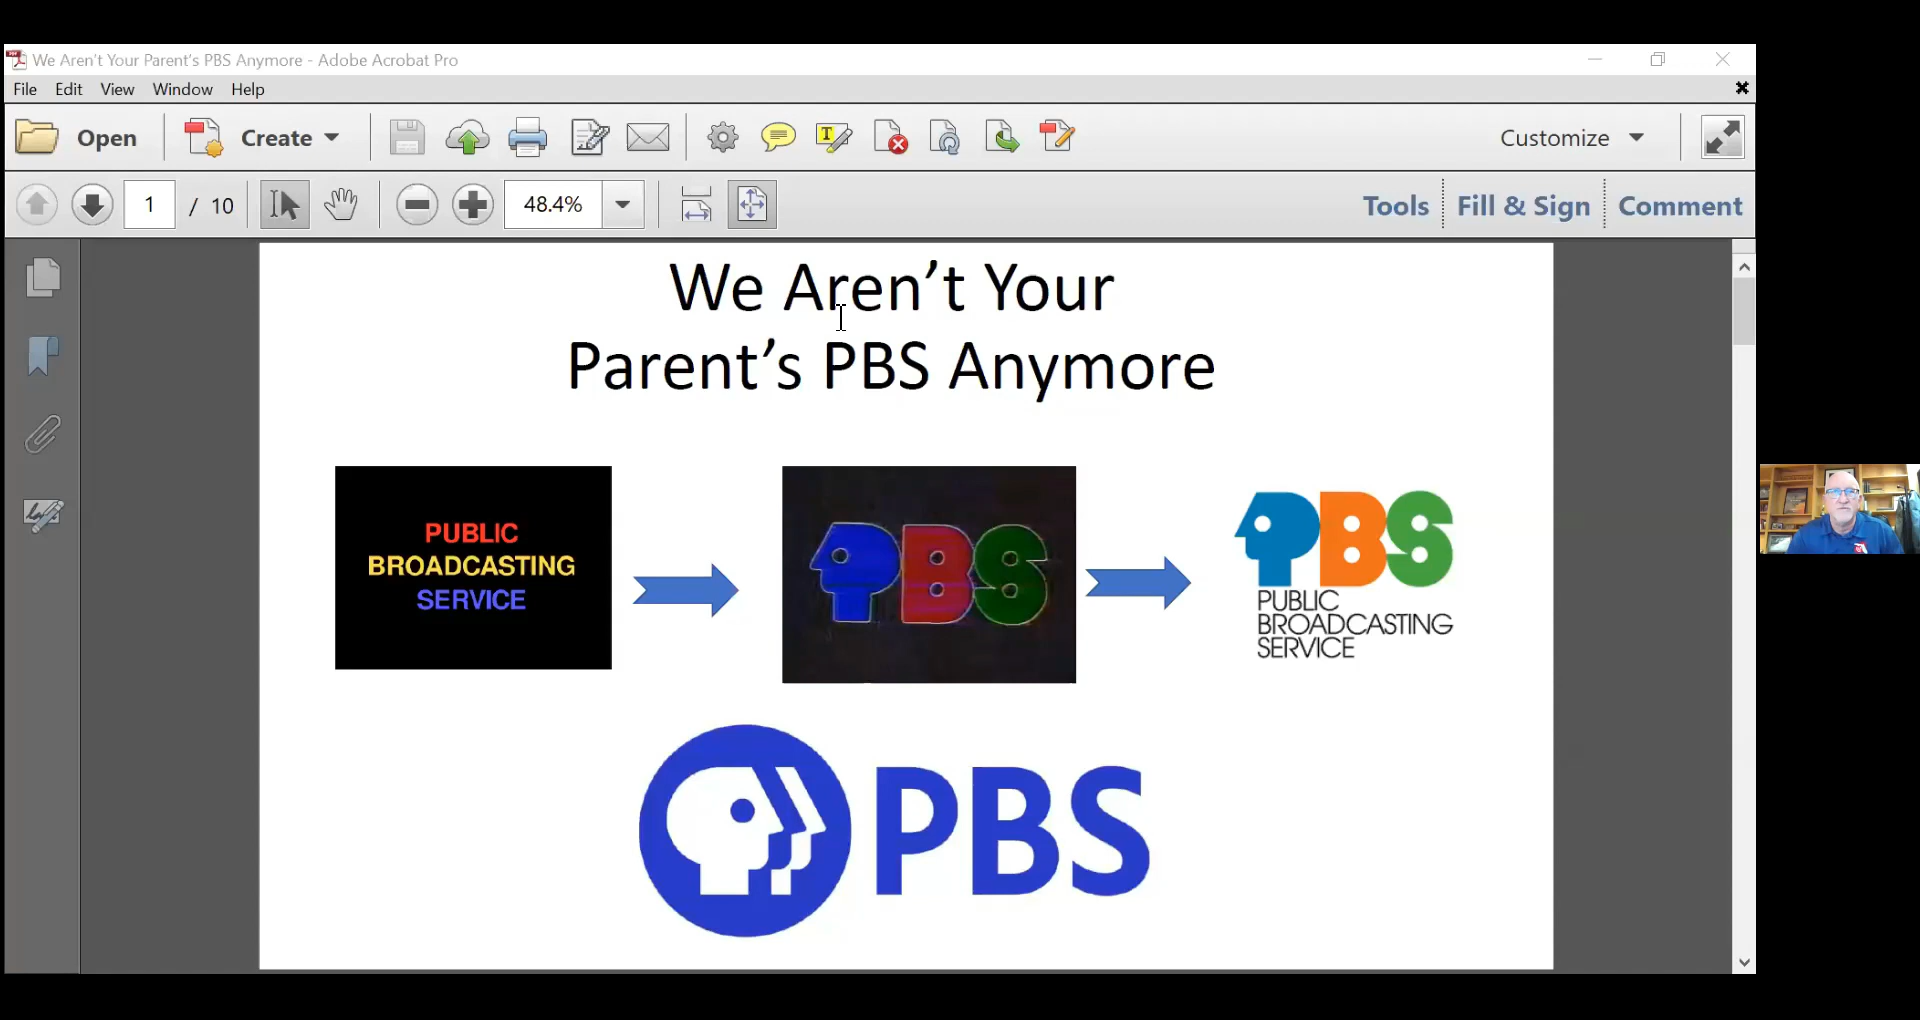 We Aren't Your Parent's PBS Anymore - Adobe Acrobat Pro
File Edit View Window Help
Open Create Customize
1 / 10 48.4% Tools Fill & Sign Comment
We Aren’t Your
Parent’s PBS Anymore
PUBLIC
BROADCASTING
SERVICE
PBS
PBS
PUBLIC
BROADCASTING
SERVICE
PBS